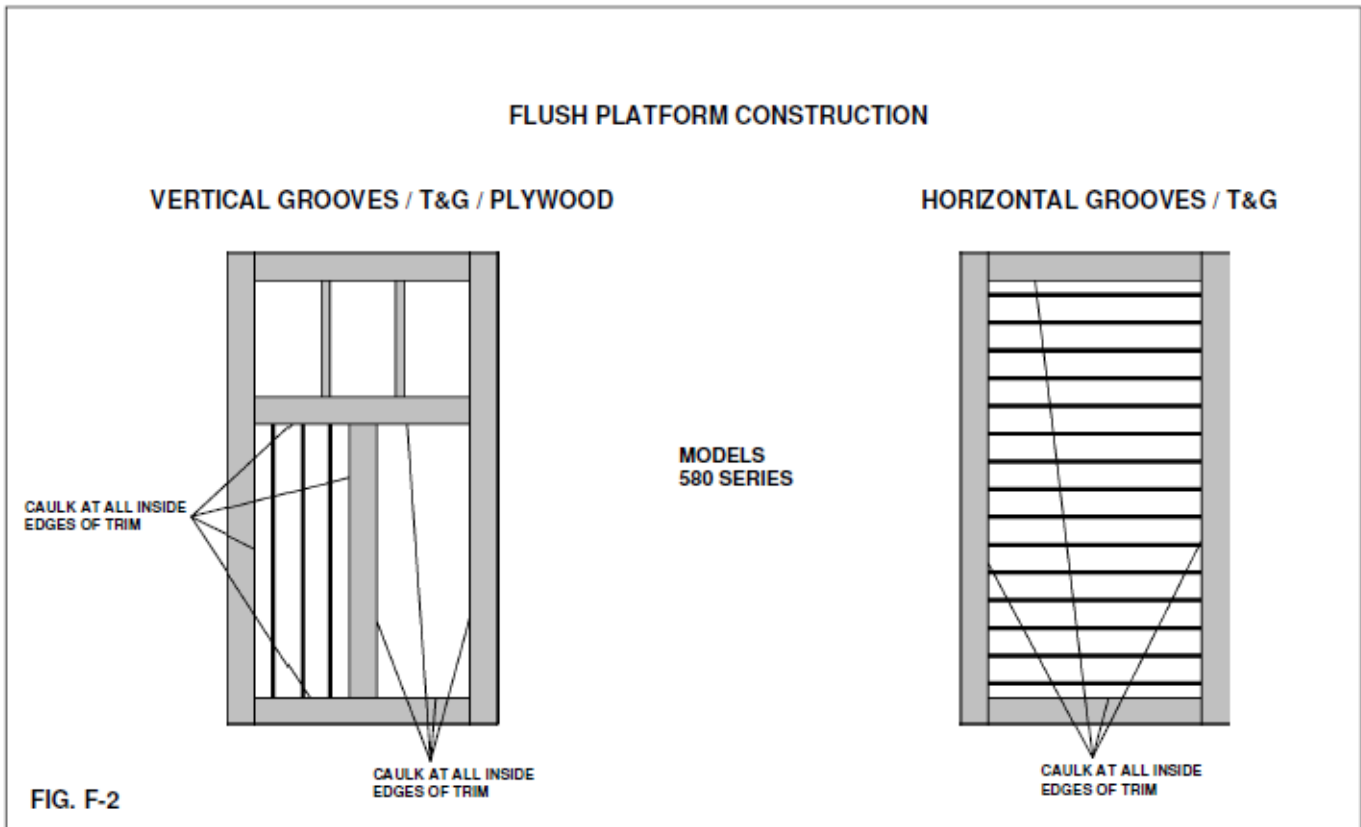 FLUSH PLATFORM CONSTRUCTION
VERTICAL GROOVES / T&G / PLYWOOD
HORIZONTAL GROOVES / T&G
MODELS
580 SERIES
CAULK AT ALL INSIDE
EDGES OF TRIM
CAULK AT ALL INSIDE
EDGES OF TRIM
CAULK AT ALL INSIDE
EDGES OF TRIM
FIG. F-2